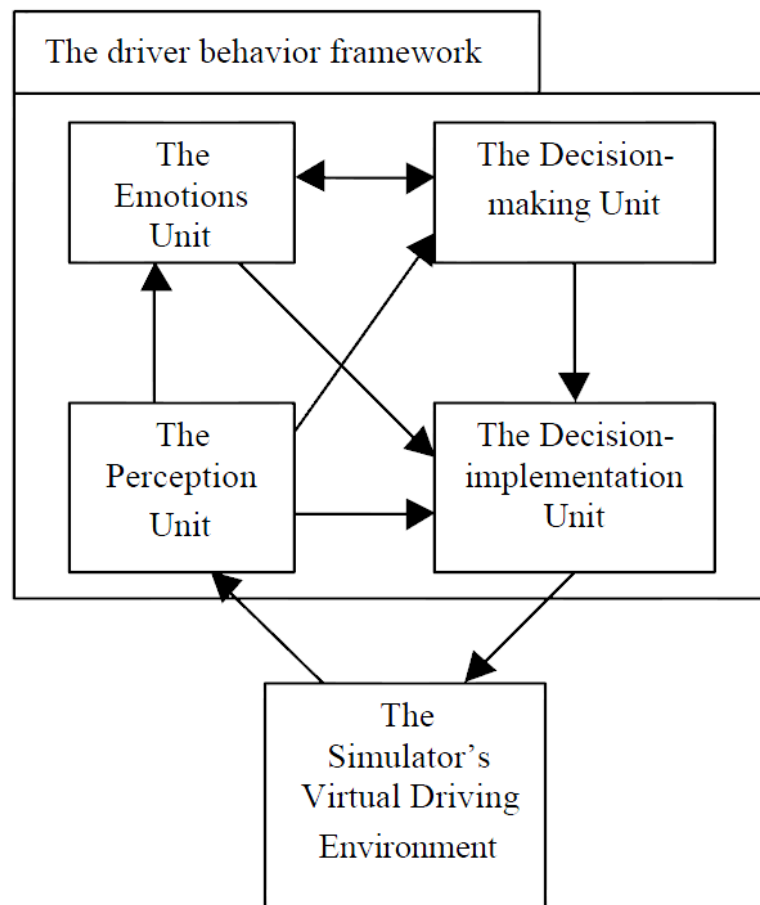 The driver behavior framework
The
Emotions
Unit
The Decision-
making Unit
The
Perception
Unit
The Decision-
implementation
Unit
The
Simulator’s
Virtual Driving
Environment